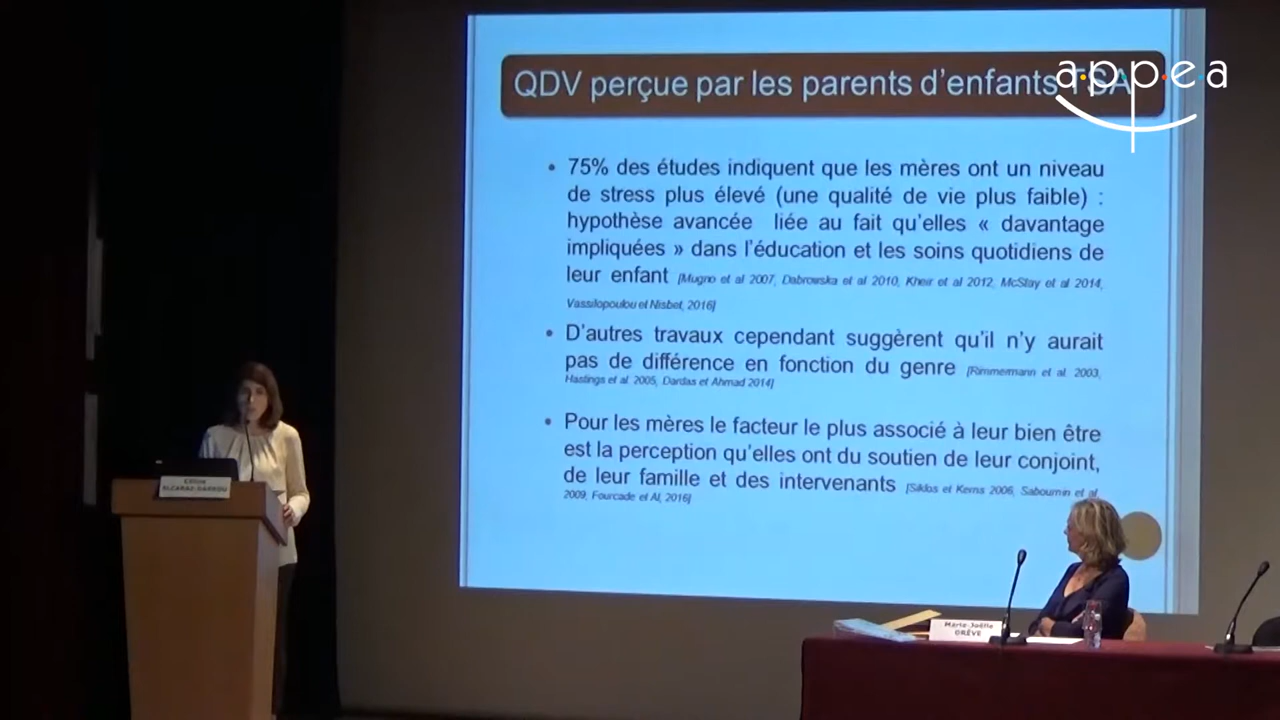 QDV perçue par les parents d'enfants TSA
appea
• 75% des études indiquent que les mères ont un niveau
de stress plus élevé (une qualité de vie plus faible) :
hypothèse avancée liée au fait qu'elles « davantage
impliquées » dans l'éducation et les soins quotidiens de
leur enfant [Mugno et al 2007, Dabrowska et al 2010, Kheir et al 2012, McStay et al 2014,
Vassilopoulou et Nisbet, 2016]
• D'autres travaux cependant suggèrent qu'il n'y aurait
pas de différence en fonction du genre [Rimmermann et al. 2003,
Hastings et al. 2005, Dardas et Ahmad 2014]
• Pour les mères le facteur le plus associé à leur bien être
est la perception qu'elles ont du soutien de leur conjoint,
de leur famille et des intervenants [Siklos et Kerns 2006, Sabournin et al.
2009, Fourcade et Al, 2016]
Marie-Joëlle
ORÊVE